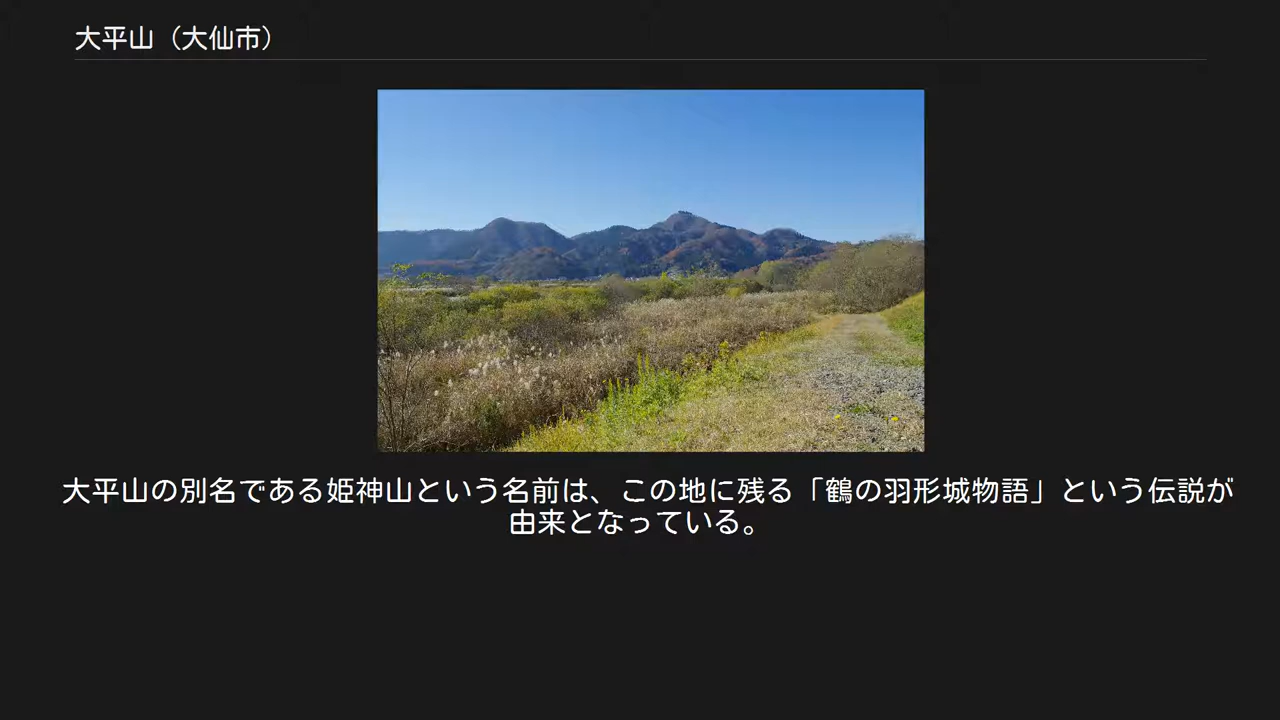 大平山（大仙市）
大平山の別名である姫神山という名前は、この地に残る「鶴の羽形城物語」という伝説が
由来となっている。